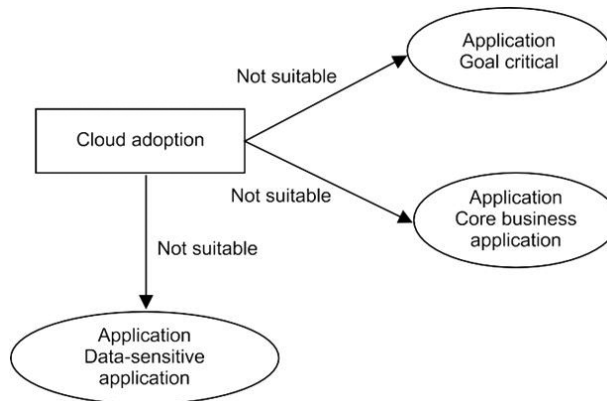 Application
Goal critical
Not suitable
Cloud adoption
Not suitable
Application
Core business
application
Not suitable
Application
Data-sensitive
application